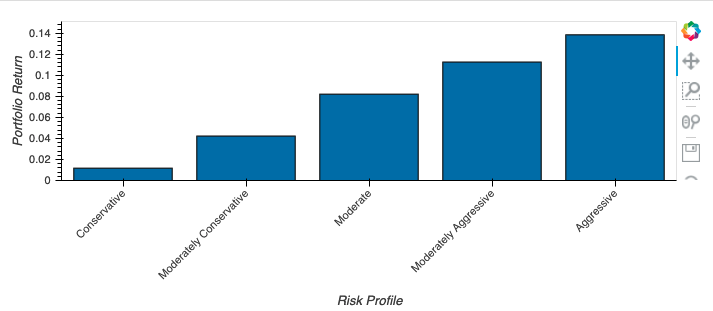 Portfolio Return
0.14
0.12
0.1
0.08
0.06
0.04
0.02
0
Conservative
Moderately Conservative
Moderate
Moderately Aggressive
Aggressive
Risk Profile